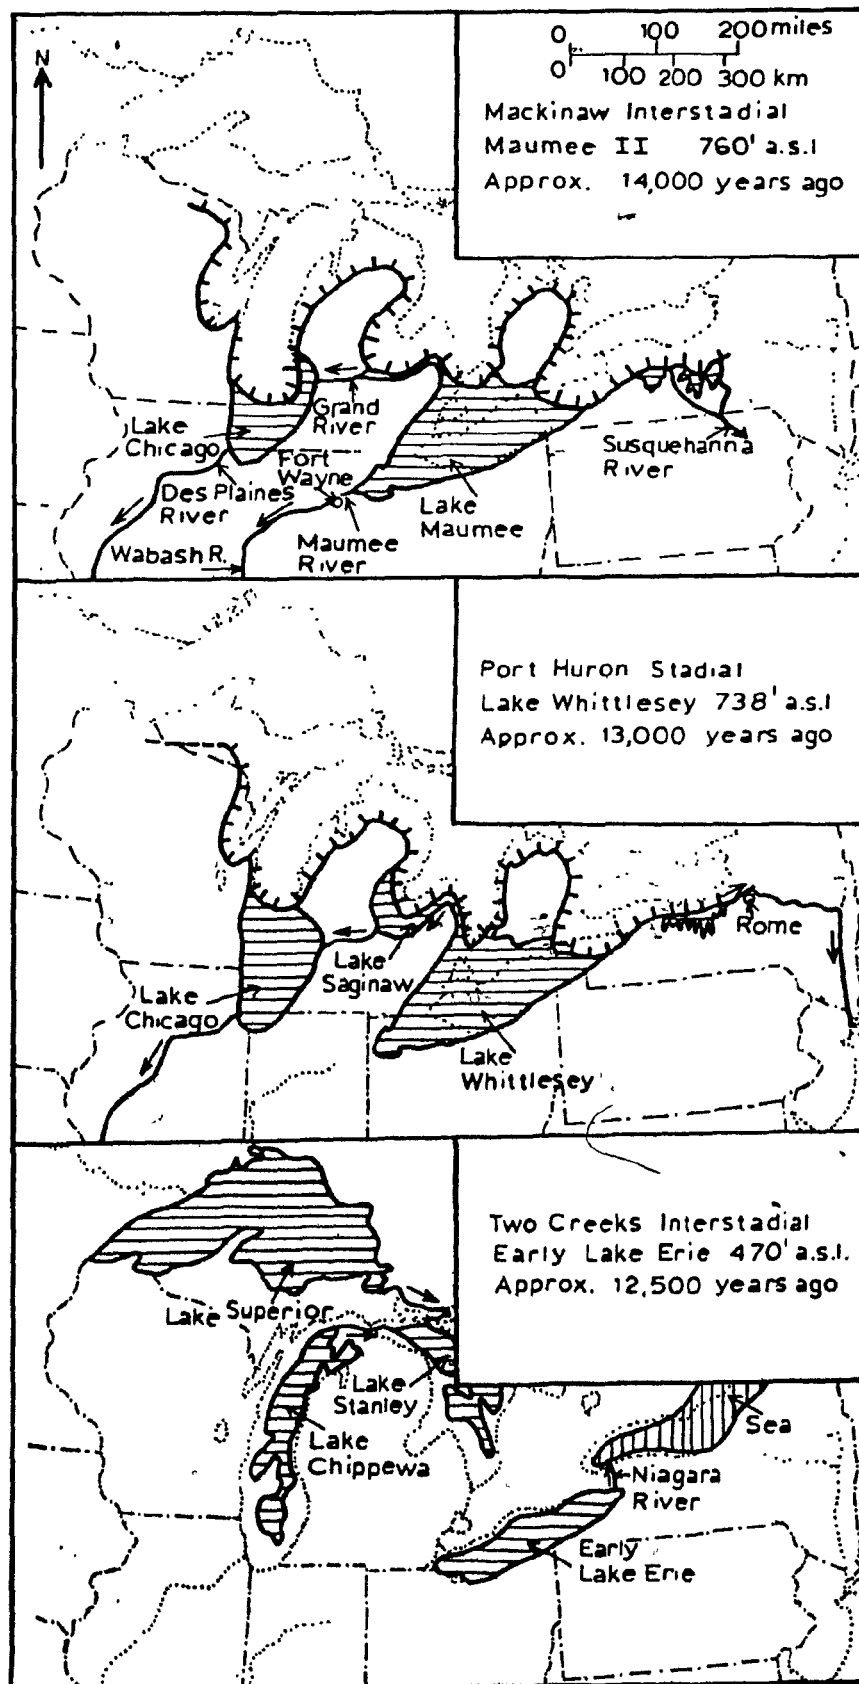 N
0 100 200 miles
0 100 200 300 km
Mackinaw Interstadial
Maumee II 760' a.s.l
Approx. 14,000 years ago
Lake
Chicago
Grand
River
Fort
Wayne
Des Plaines
River
Wabash R.
Maumee
River
Lake
Maumee
Susquehanna
River
Port Huron Stadial
Lake Whittlesey 738' a.s.l
Approx. 13,000 years ago
Rome
Lake
Saginaw
Lake
Chicago
Lake
Whittlesey
Two Creeks Interstadial
Early Lake Erie 470' a.s.l.
Approx. 12,500 years ago
Lake Superior
Lake
Stanley
Lake
Chippewa
Sea
Niagara
River
Early
Lake Erie